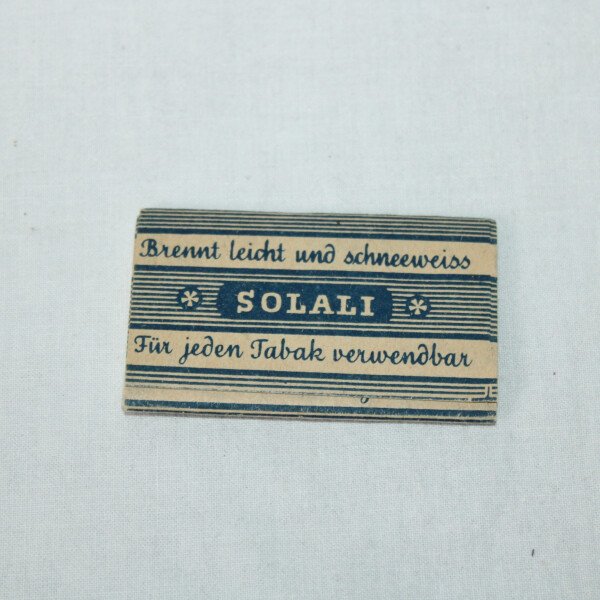 Brennt leicht und schneeweiss
* SOLALI *
Für jeden Tabak verwendbar